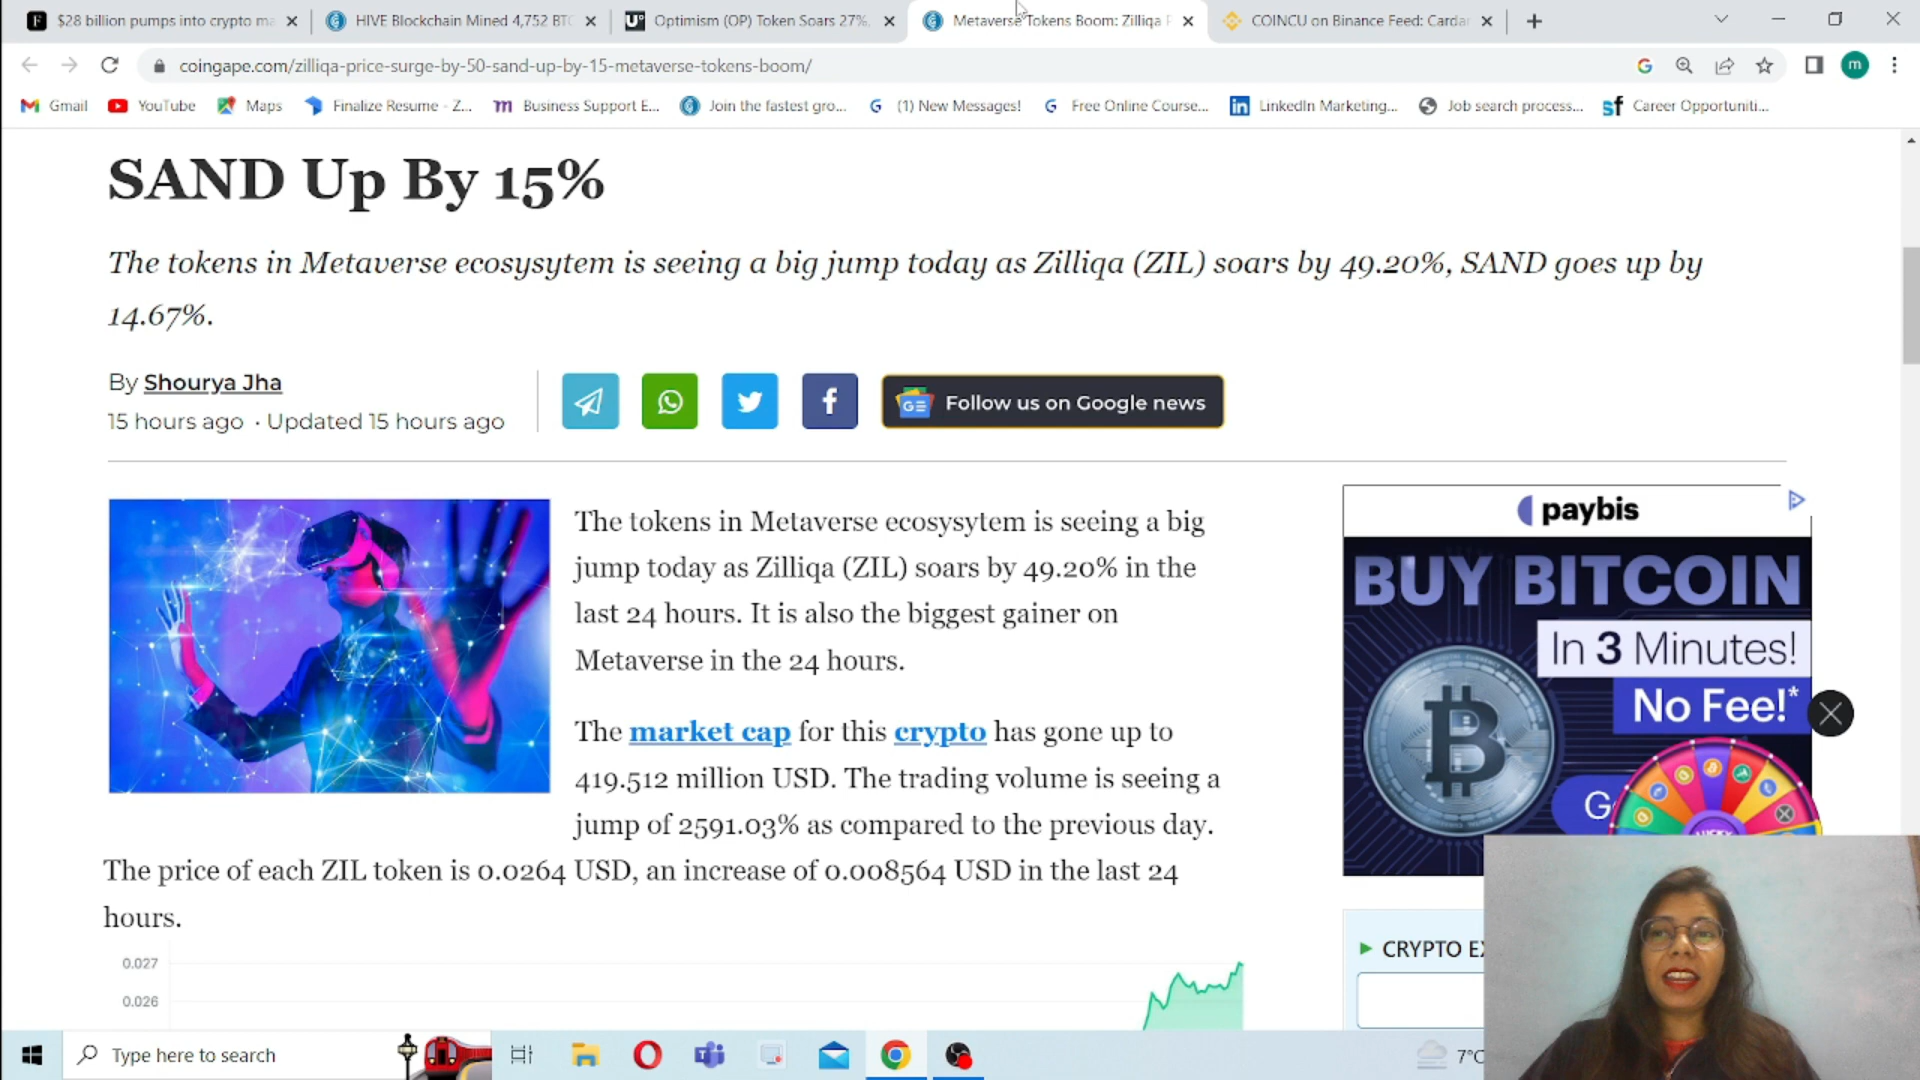 $28 billion pumps into crypto ma
HIVE Blockchain Mined 4,752 BTC
Optimism (OP) Token Soars 27%,
Metaverse Tokens Boom: Zilliqa P
COINCU on Binance Feed: Cardan
coingape.com/zilliqa-price-surge-by-50-sand-up-by-15-metaverse-tokens-boom/
m
Gmail
YouTube
Maps
Finalize Resume - Z...
Business Support E...
Join the fastest gro...
(1) New Messages!
Free Online Course...
LinkedIn Marketing...
Job search process...
Career Opportuniti...
SAND Up By 15%
The tokens in Metaverse ecosysytem is seeing a big jump today as Zilliqa (ZIL) soars by 49.20%, SAND goes up by
14.67%.
By Shourya Jha
15 hours ago · Updated 15 hours ago
Follow us on Google news
The tokens in Metaverse ecosysytem is seeing a big
jump today as Zilliqa (ZIL) soars by 49.20% in the
last 24 hours. It is also the biggest gainer on
Metaverse in the 24 hours.
The market cap for this crypto has gone up to
419.512 million USD. The trading volume is seeing a
jump of 2591.03% as compared to the previous day.
The price of each ZIL token is 0.0264 USD, an increase of 0.008564 USD in the last 24
hours.
0.027
0.026
paybis
BUY BITCOIN
In 3 Minutes!
No Fee!*
G
LUCKY
CRYPTO EX
Type here to search
7°C